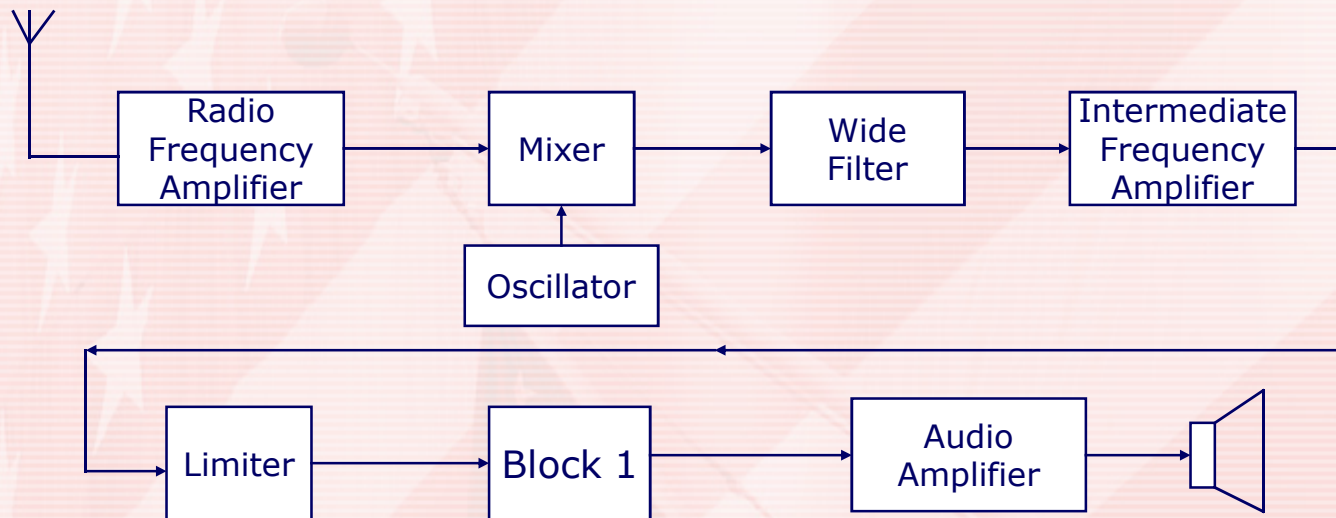 Radio
Frequency
Amplifier
Mixer
Wide
Filter
Intermediate
Frequency
Amplifier
Oscillator
Limiter
Block 1
Audio
Amplifier